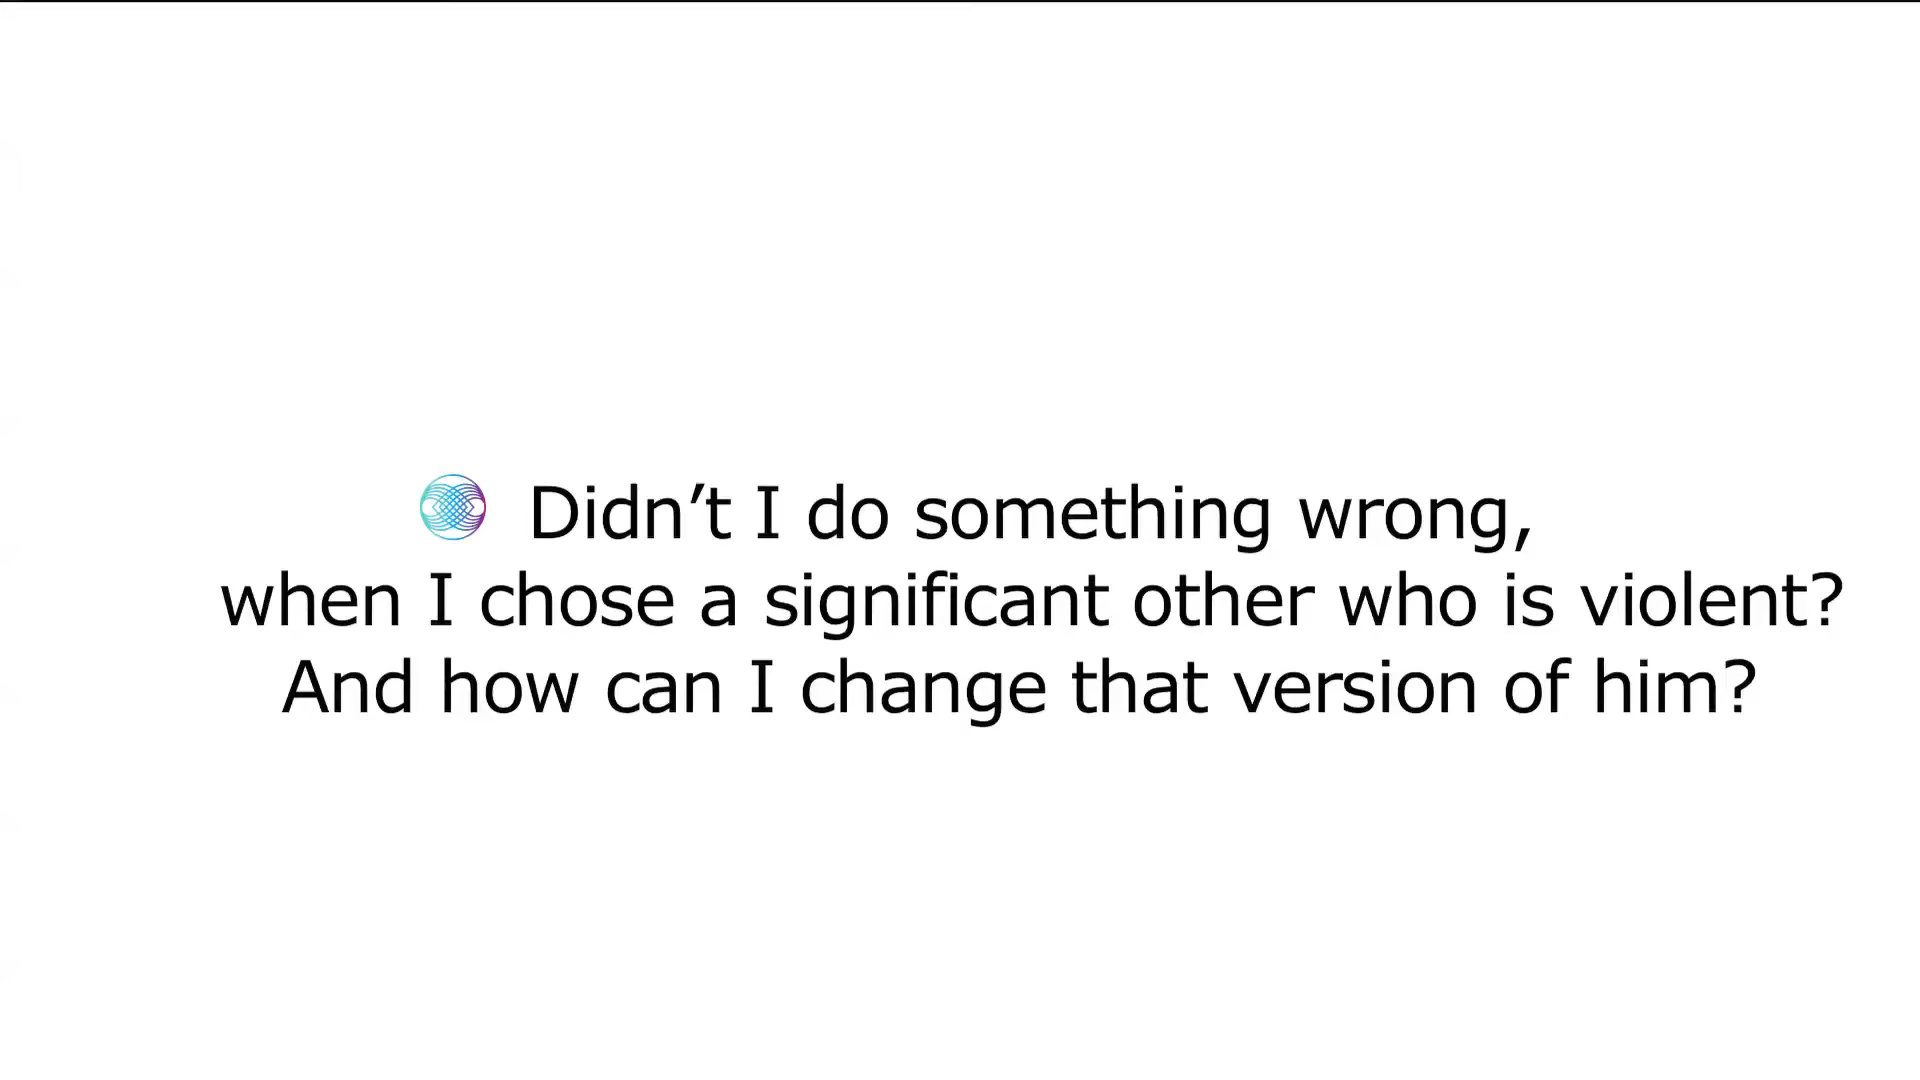 Didn’t I do something wrong,
when I chose a significant other who is violent?
And how can I change that version of him?